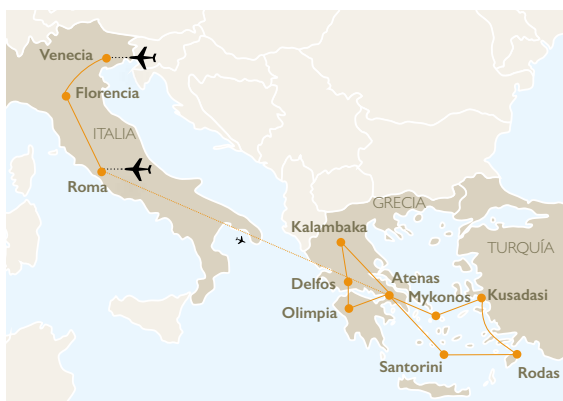 Venecia
Florencia
ITALIA
Roma
GRECIA
Kalambaka
TURQUÍA
Delfos
Atenas
Mykonos
Kusadasi
Olimpia
Santorini
Rodas